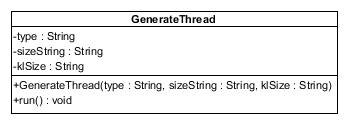 GenerateThread
-type : String
-sizeString : String
-klSize : String
+GenerateThread(type : String, sizeString : String, klSize : String)
+run() : void